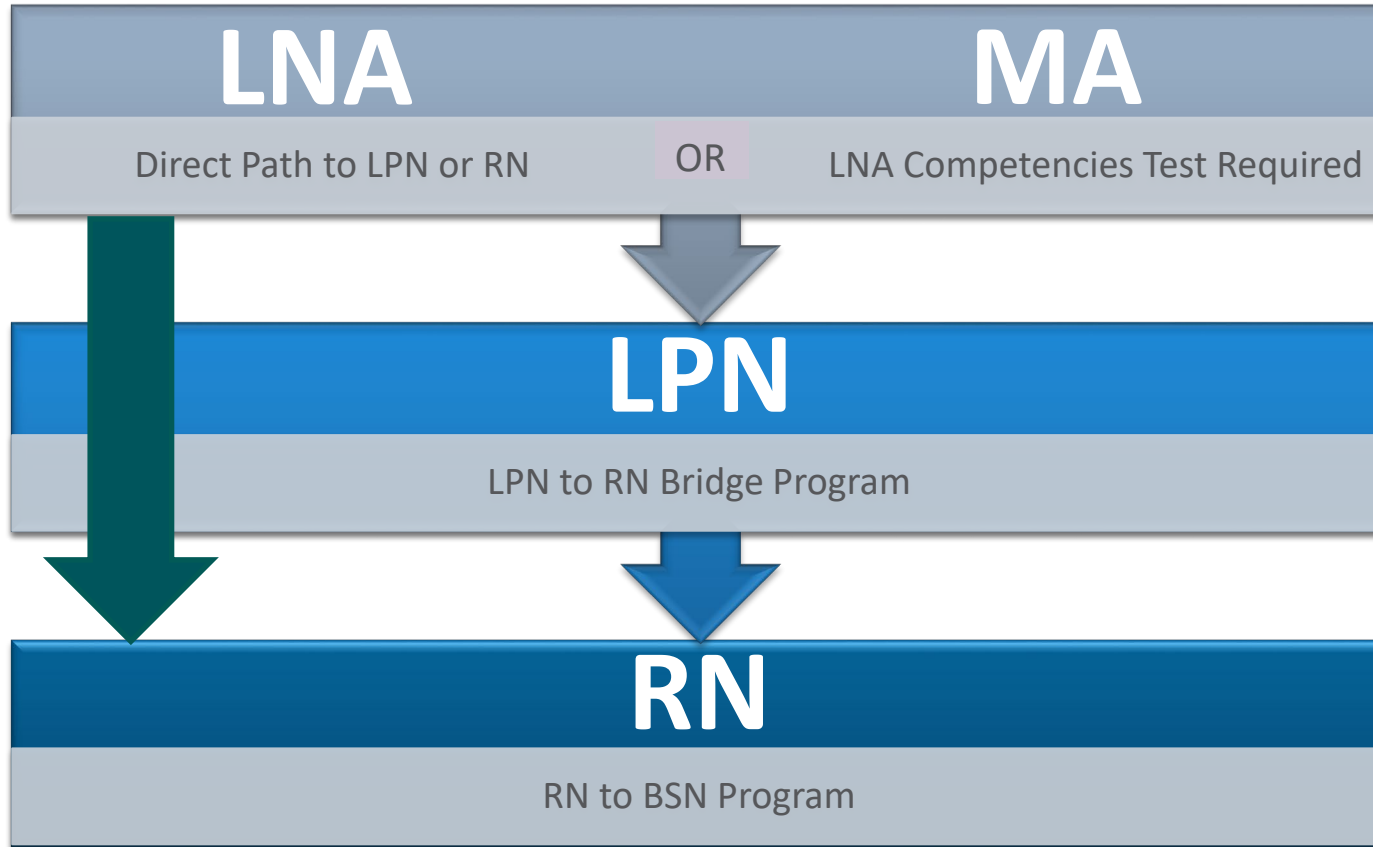 LNA MA
Direct Path to LPN or RN OR LNA Competencies Test Required
LPN
LPN to RN Bridge Program
RN
RN to BSN Program